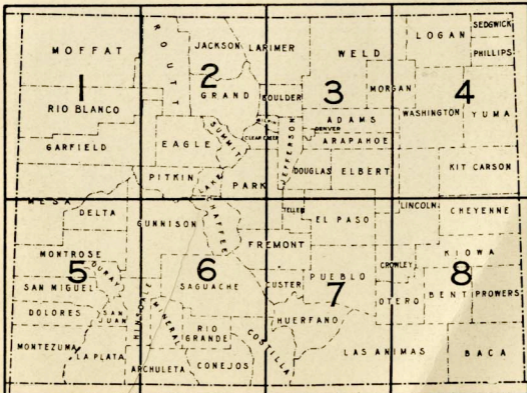 MOFFAT
ROUTT
JACKSON
LARIMER
WELD
LOGAN
SEDGWICK
PHILLIPS
1
2
3
4
RIO BLANCO
GRAND
BOULDER
MORGAN
WASHINGTON
YUMA
GARFIELD
EAGLE
SUMMIT
CLEAR CREEK
JEFFERSON
DENVER
ADAMS
ARAPAHOE
PITKIN
LAKE
PARK
DOUGLAS
ELBERT
KIT CARSON
MESA
DELTA
GUNNISON
CHAFFEE
TELLER
EL PASO
LINCOLN
CHEYENNE
MONTROSE
OURAY
FREMONT
CROWLEY
KIOWA
5
6
7
8
SAN MIGUEL
SAGUACHE
CUSTER
PUEBLO
OTERO
BENT
PROWERS
DOLORES
SAN JUAN
HINSDALE
MINERAL
RIO GRANDE
HUERFANO
MONTEZUMA
LA PLATA
ARCHULETA
CONEJOS
COSTILLA
LAS ANIMAS
BACA